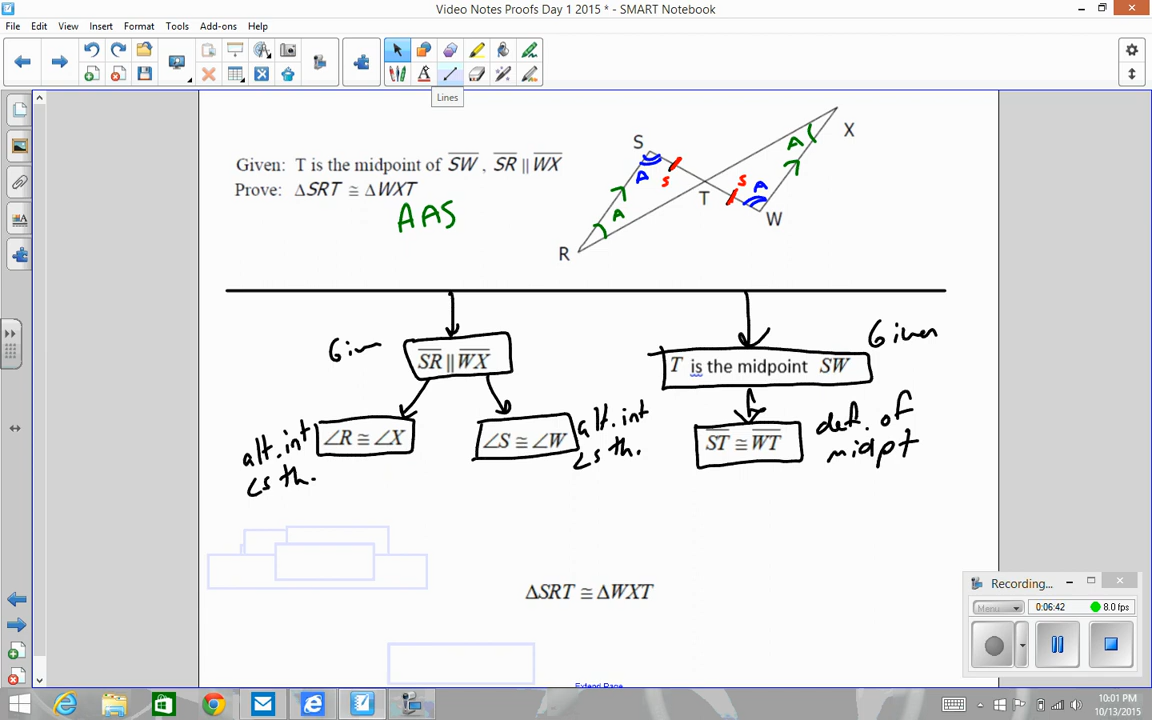 Video Notes Proofs Day 1 2015 * - SMART Notebook
File Edit View Insert Format Tools Add-ons Help
Lines
Given: T is the midpoint of SW , SR || WX
Prove: ΔSRT ≅ ΔWXT
AAS
S
X
T
W
R
A
A
A
A
S
S
Given
SR || WX
Given
T is the midpoint SW
alt. int
∠s th.
∠R ≅ ∠X
∠S ≅ ∠W
alt. int
∠s th.
ST ≅ WT
def. of
midpt
ΔSRT ≅ ΔWXT
Extend Page
Recording...
Menu
0:06:42
8.0 fps
10:01 PM
10/13/2015